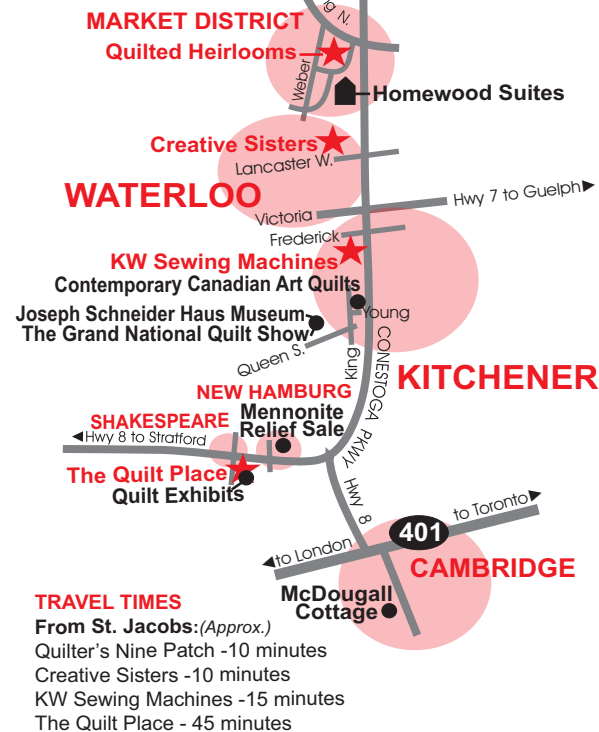 g N.
MARKET DISTRICT
Quilted Heirlooms
Weber
Homewood Suites
Creative Sisters
Lancaster W.
WATERLOO
Hwy 7 to Guelph
Victoria
Frederick
KW Sewing Machines
Contemporary Canadian Art Quilts
Young
Joseph Schneider Haus Museum
The Grand National Quilt Show
Queen S.
King
CONESTOGA PKWY
KITCHENER
NEW HAMBURG
Mennonite
Relief Sale
SHAKESPEARE
Hwy 8 to Stratford
The Quilt Place
Quilt Exhibits
Hwy 8
to Toronto
401
to London
CAMBRIDGE
McDougall
Cottage
TRAVEL TIMES
From St. Jacobs:(Approx.)
Quilter's Nine Patch -10 minutes
Creative Sisters -10 minutes
KW Sewing Machines -15 minutes
The Quilt Place - 45 minutes